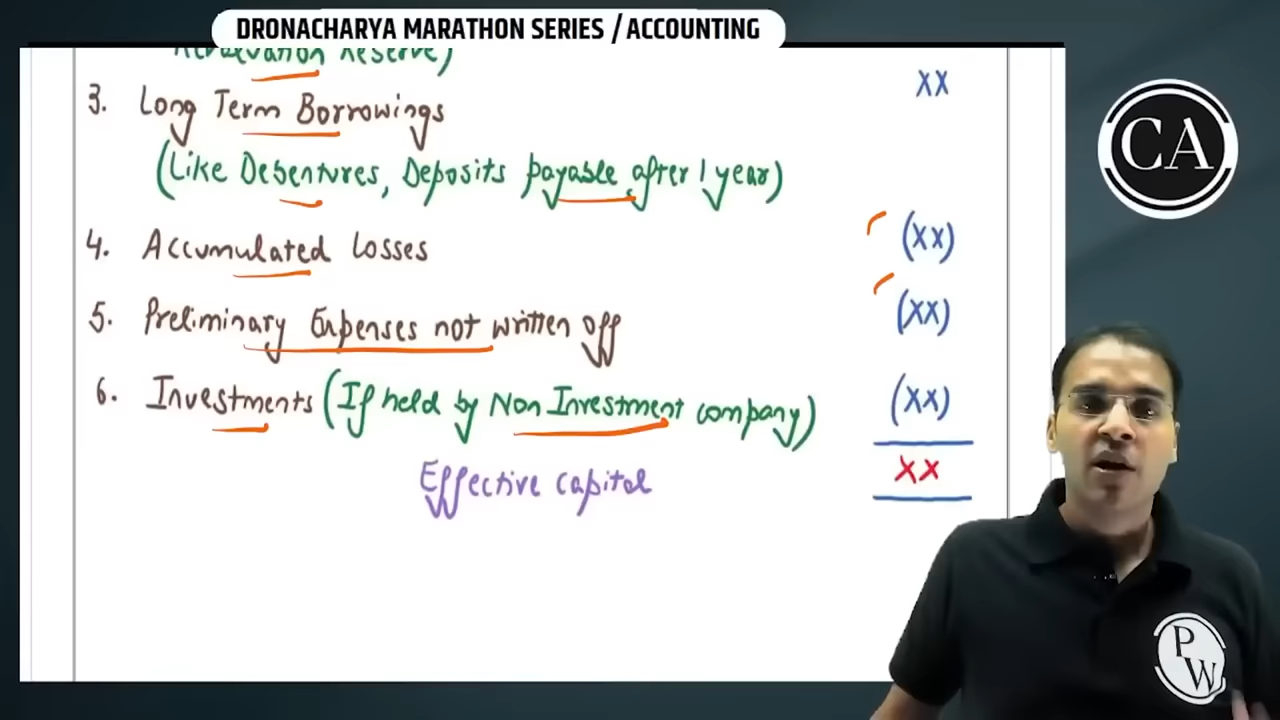 DRONACHARYA MARATHON SERIES / ACCOUNTING
Revaluation Reserve)
3. Long Term Borrowings XX
(Like Debentures, Deposits payable after 1 year)
4. Accumulated Losses (XX)
5. Preliminary Expenses not written off (XX)
6. Investments (If held by Non Investment company) (XX)
Effective capital XX
CA
PW